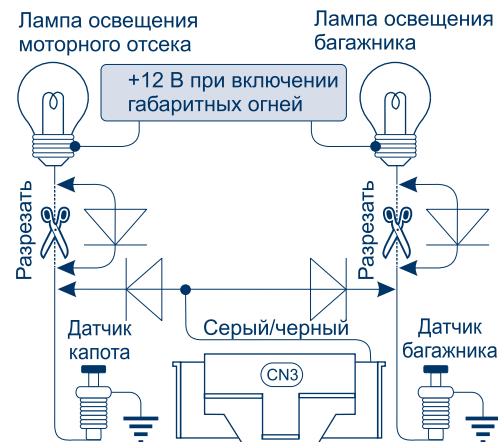 Лампа освещения
моторного отсека
Лампа освещения
багажника
+12 В при включении
габаритных огней
Разрезать
Разрезать
Серый/черный
Датчик
капота
Датчик
багажника
CN3